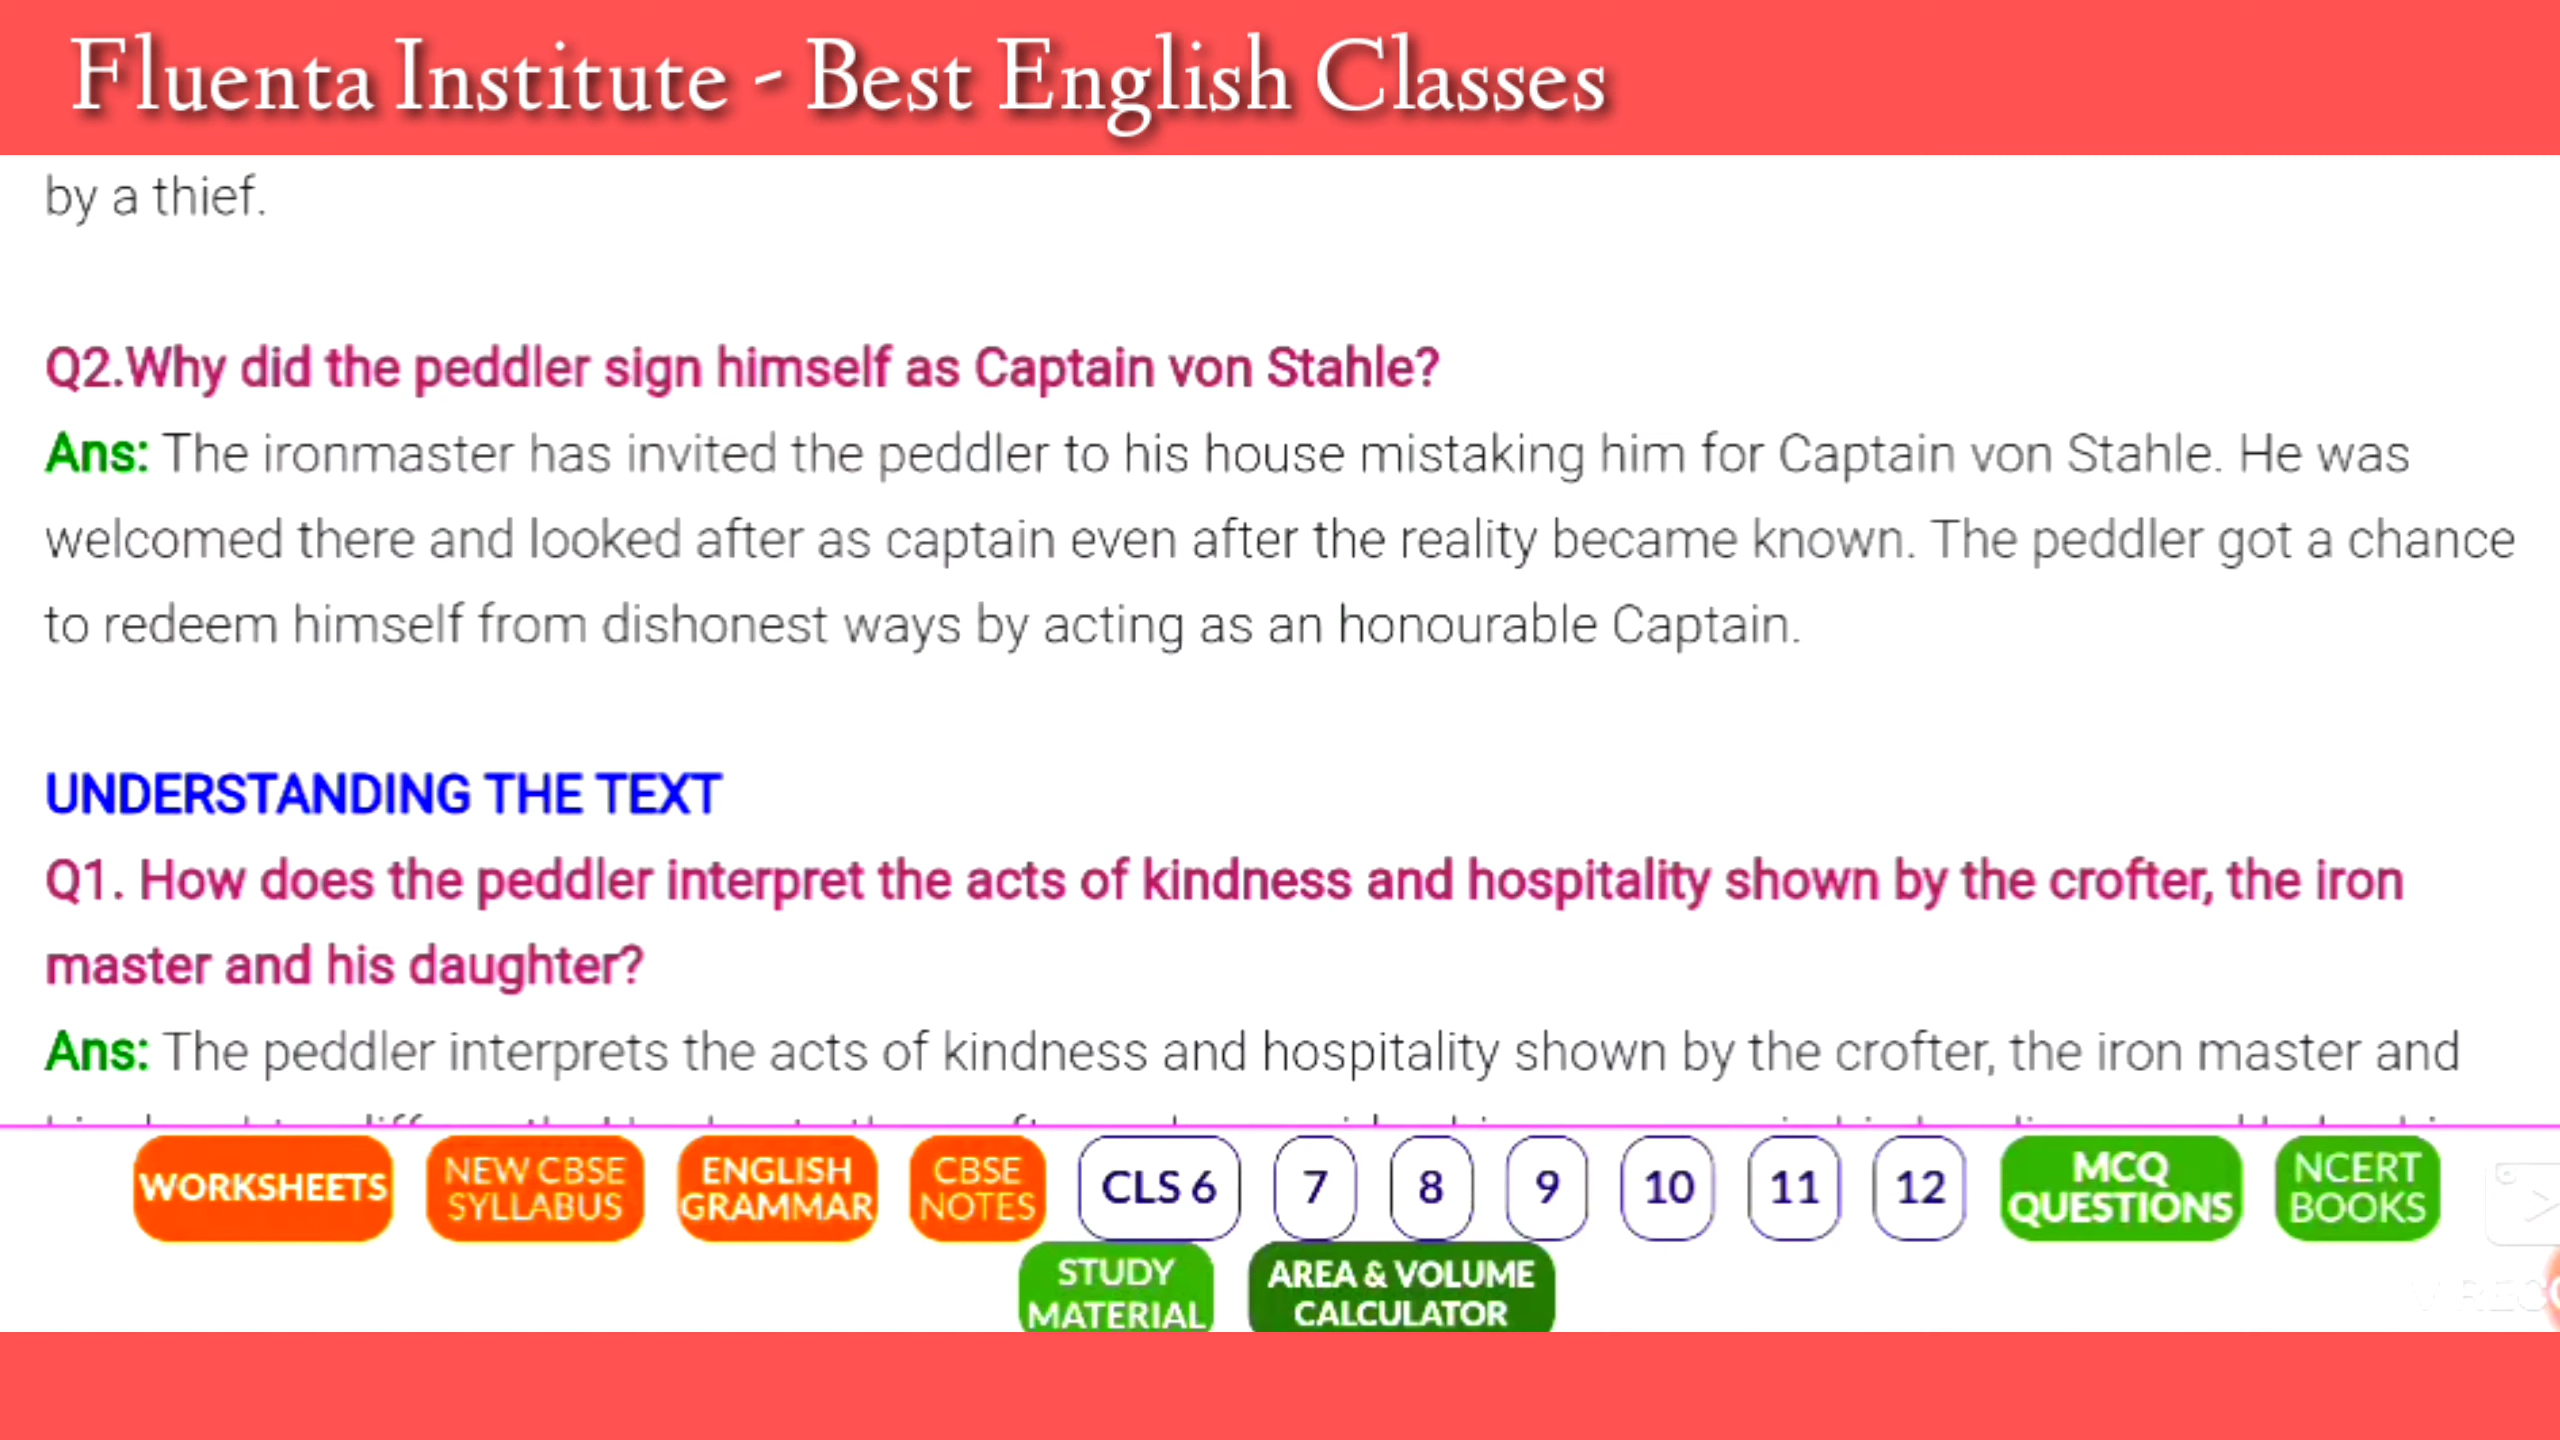 Fluenta Institute - Best English Classes
by a thief.
Q2.Why did the peddler sign himself as Captain von Stahle?
Ans: The ironmaster has invited the peddler to his house mistaking him for Captain von Stahle. He was
welcomed there and looked after as captain even after the reality became known. The peddler got a chance
to redeem himself from dishonest ways by acting as an honourable Captain.
UNDERSTANDING THE TEXT
Q1. How does the peddler interpret the acts of kindness and hospitality shown by the crofter, the iron
master and his daughter?
Ans: The peddler interprets the acts of kindness and hospitality shown by the crofter, the iron master and
WORKSHEETS
NEW CBSE
SYLLABUS
ENGLISH
GRAMMAR
CBSE
NOTES
CLS 6
7
8
9
10
11
12
MCQ
QUESTIONS
NCERT
BOOKS
STUDY
MATERIAL
AREA & VOLUME
CALCULATOR